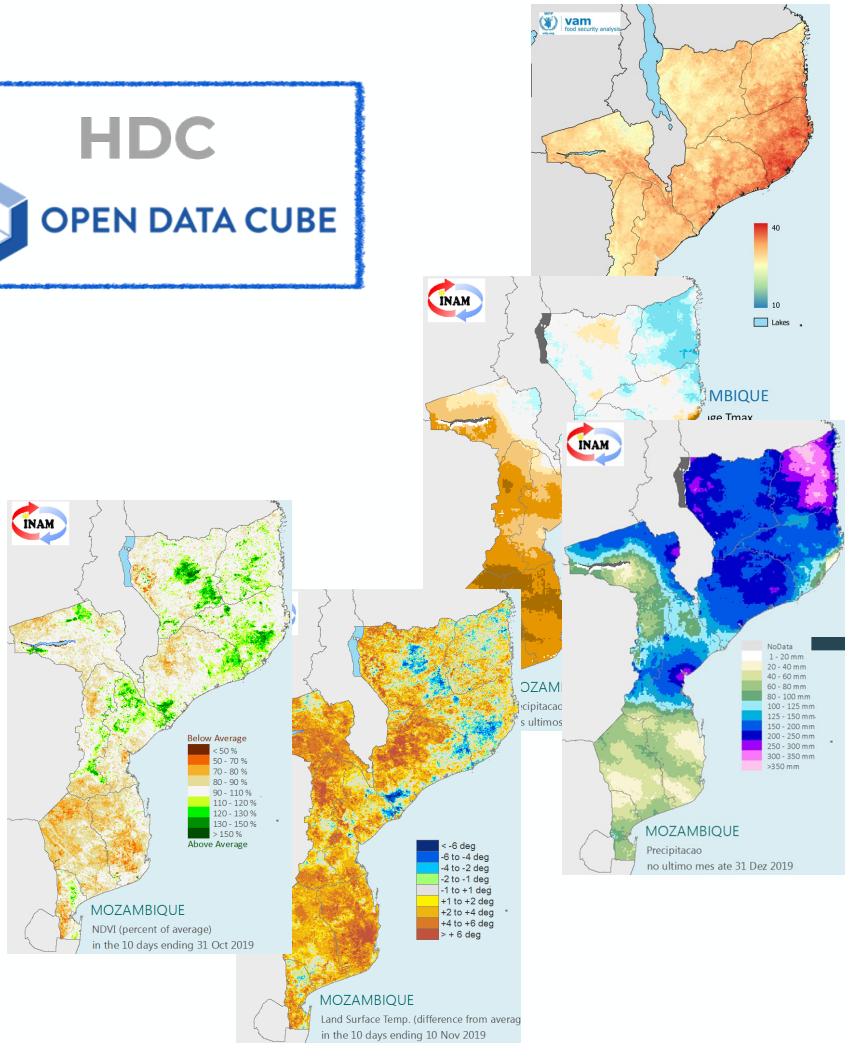 HDC
OPEN DATA CUBE
WFP
vam
food security analysis
40
10
Lakes
INAM
MBIQUE
ge Tmax
INAM
OZAM
cipitacao
s ultimos
NoData
1 - 20 mm
20 - 40 mm
40 - 60 mm
60 - 80 mm
80 - 100 mm
100 - 125 mm
125 - 150 mm
150 - 200 mm
200 - 250 mm
250 - 300 mm
300 - 350 mm
>350 mm
MOZAMBIQUE
Precipitacao
no ultimo mes ate 31 Dez 2019
INAM
Below Average
< 50 %
50 - 70 %
70 - 80 %
80 - 90 %
90 - 110 %
110 - 120 %
120 - 130 %
130 - 150 %
> 150 %
Above Average
MOZAMBIQUE
NDVI (percent of average)
in the 10 days ending 31 Oct 2019
< -6 deg
-6 to -4 deg
-4 to -2 deg
-2 to -1 deg
-1 to +1 deg
+1 to +2 deg
+2 to +4 deg
+4 to +6 deg
> + 6 deg
MOZAMBIQUE
Land Surface Temp. (difference from averag
in the 10 days ending 10 Nov 2019